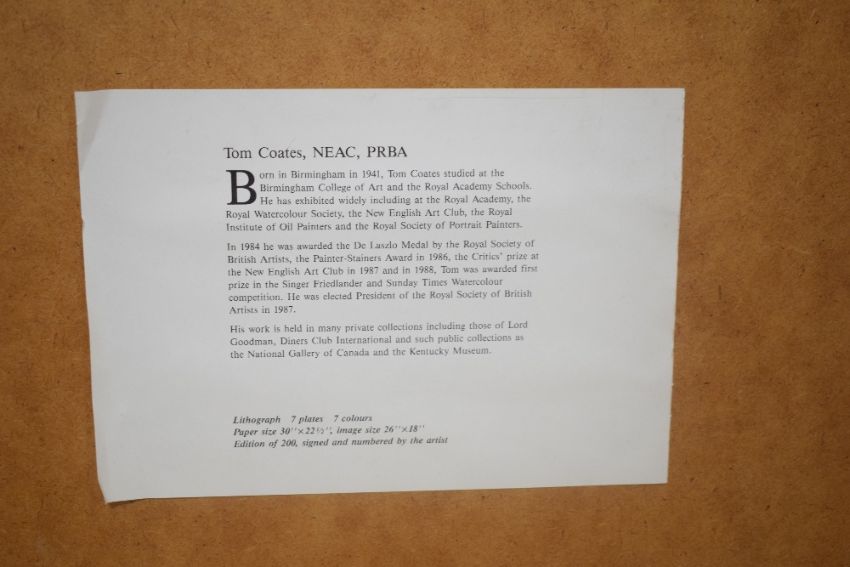 Tom Coates, NEAC, PRBA
Born in Birmingham in 1941, Tom Coates studied at the
Birmingham College of Art and the Royal Academy Schools.
He has exhibited widely including at the Royal Academy, the
Royal Watercolour Society, the New English Art Club, the Royal
Institute of Oil Painters and the Royal Society of Portrait Painters.
In 1984 he was awarded the De Laszlo Medal by the Royal Society of
British Artists, the Painter-Stainers Award in 1986, the Critics' prize at
the New English Art Club in 1987 and in 1988, Tom was awarded first
prize in the Singer Friedlander and Sunday Times Watercolour
competition. He was elected President of the Royal Society of British
Artists in 1987.
His work is held in many private collections including those of Lord
Goodman, Diners Club International and such public collections as
the National Gallery of Canada and the Kentucky Museum.
Lithograph 7 plates 7 colours
Paper size 30''×22½'', image size 26''×18''
Edition of 200, signed and numbered by the artist